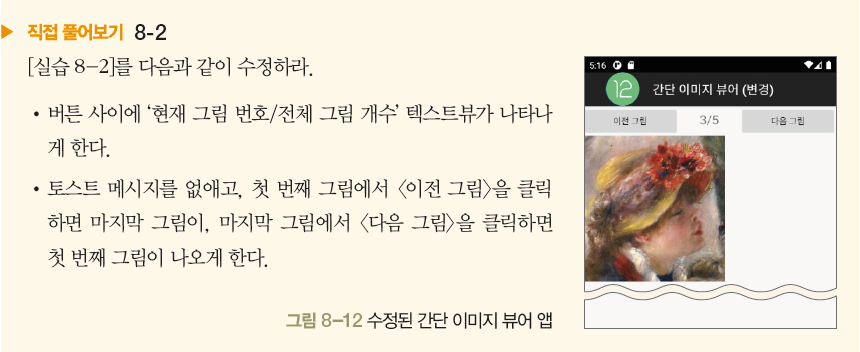 ▶ 직접 풀어보기 8-2
[실습 8-2]를 다음과 같이 수정하라.
• 버튼 사이에 ‘현재 그림 번호/전체 그림 개수’ 텍스트뷰가 나타나
게 한다.
• 토스트 메시지를 없애고, 첫 번째 그림에서 〈이전 그림〉을 클릭
하면 마지막 그림이, 마지막 그림에서 〈다음 그림〉을 클릭하면
첫 번째 그림이 나오게 한다.
5:16
12 간단 이미지 뷰어 (변경)
이전 그림 3/5 다음 그림
그림 8-12 수정된 간단 이미지 뷰어 앱